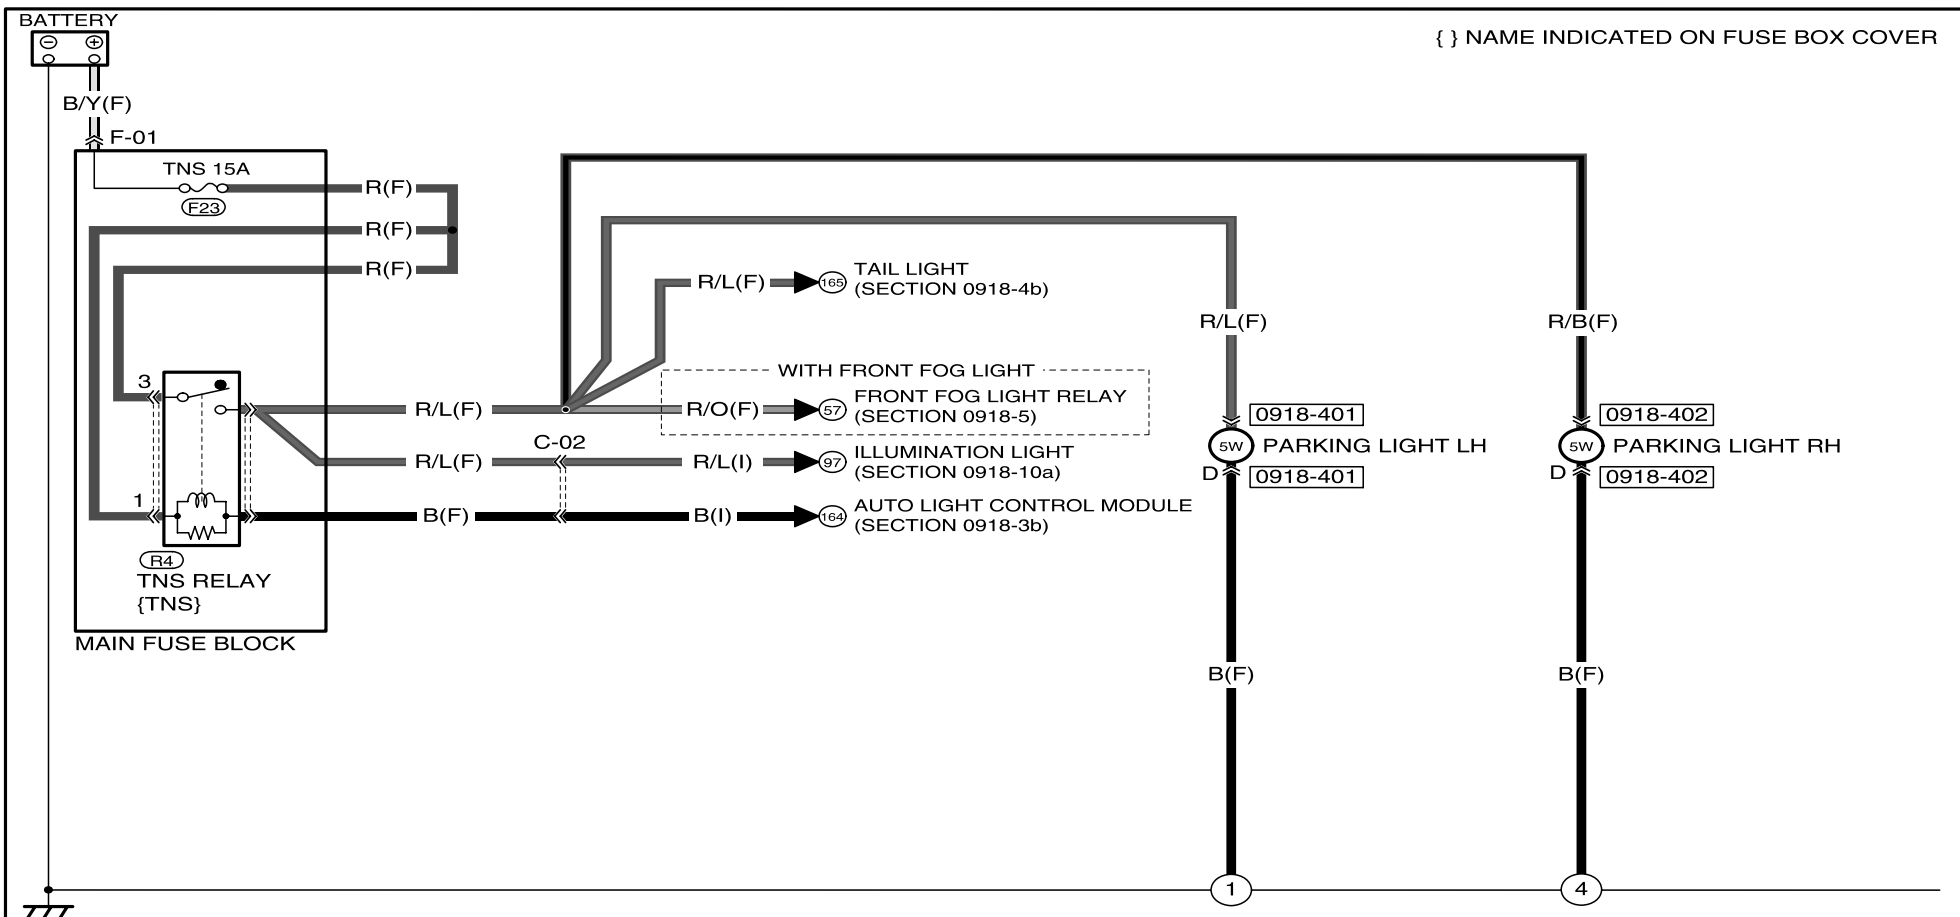 BATTERY
{ } NAME INDICATED ON FUSE BOX COVER
B/Y(F)
F-01
TNS 15A
F23
R(F)
R(F)
R(F)
R/L(F)
165
TAIL LIGHT
(SECTION 0918-4b)
R/L(F)
R/B(F)
WITH FRONT FOG LIGHT
3
R/L(F)
R/O(F)
57
FRONT FOG LIGHT RELAY
(SECTION 0918-5)
0918-401
0918-402
5W
PARKING LIGHT LH
5W
PARKING LIGHT RH
D
0918-401
D
0918-402
C-02
R/L(F)
R/L(I)
97
ILLUMINATION LIGHT
(SECTION 0918-10a)
1
B(F)
B(I)
164
AUTO LIGHT CONTROL MODULE
(SECTION 0918-3b)
R4
TNS RELAY
{TNS}
MAIN FUSE BLOCK
B(F)
B(F)
1
4